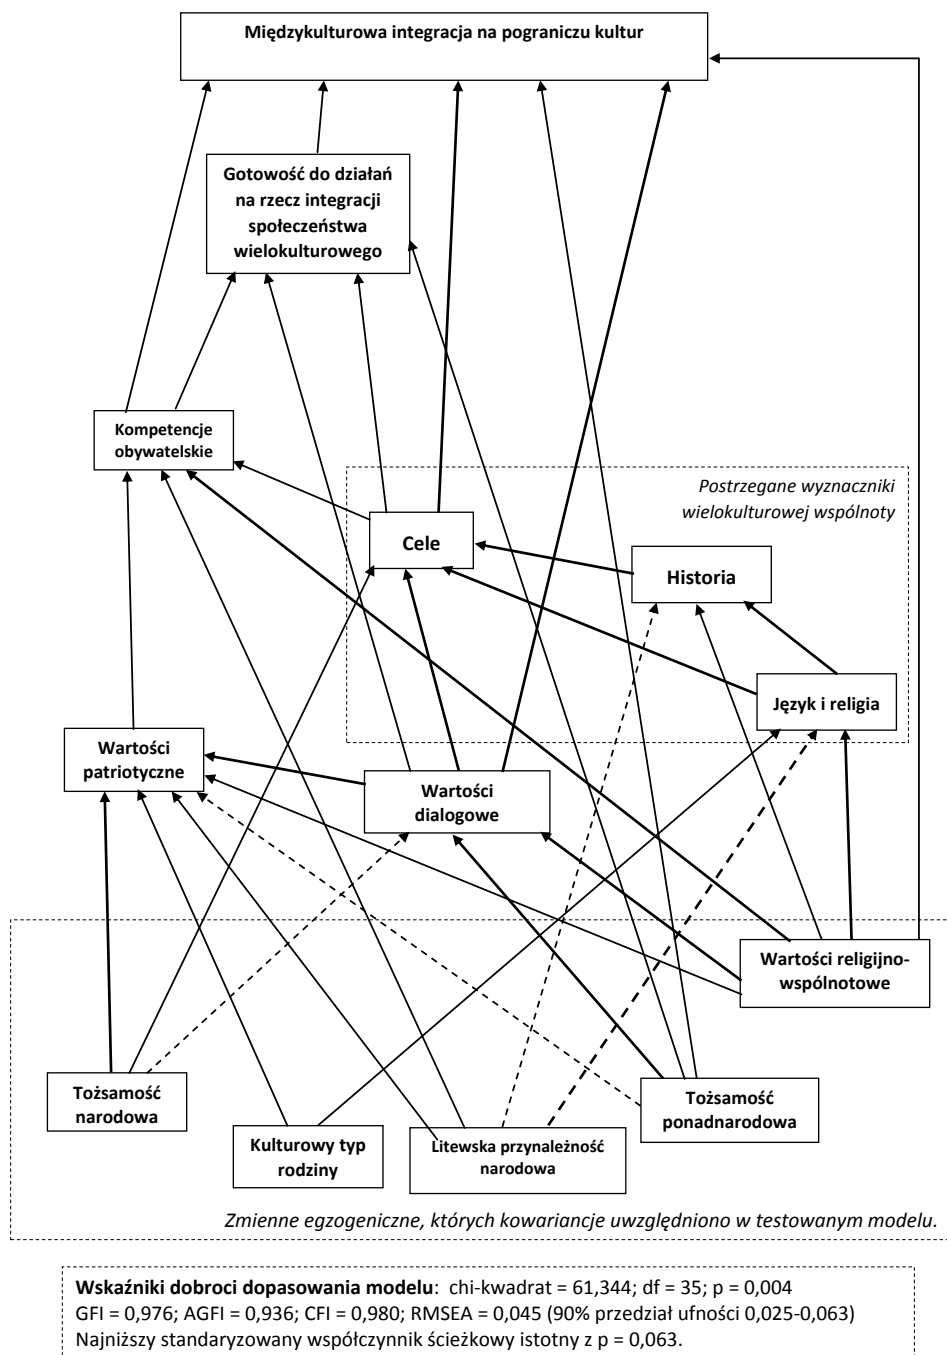 Międzykulturowa integracja na pograniczu kultur
Gotowość do działań
na rzecz integracji
społeczeństwa
wielokulturowego
Kompetencje
obywatelskie
Postrzegane wyznaczniki
wielokulturowej wspólnoty
Cele
Historia
Język i religia
Wartości
patriotyczne
Wartości
dialogowe
Wartości religijno-
wspólnotowe
Tożsamość
narodowa
Kulturowy typ
rodziny
Litewska przynależność
narodowa
Tożsamość
ponadnarodowa
Zmienne egzogeniczne, których kowariancje uwzględniono w testowanym modelu.
Wskaźniki dobroci dopasowania modelu: chi-kwadrat = 61,344; df = 35; p = 0,004
GFI = 0,976; AGFI = 0,936; CFI = 0,980; RMSEA = 0,045 (90% przedział ufności 0,025-0,063)
Najniższy standaryzowany współczynnik ścieżkowy istotny z p = 0,063.